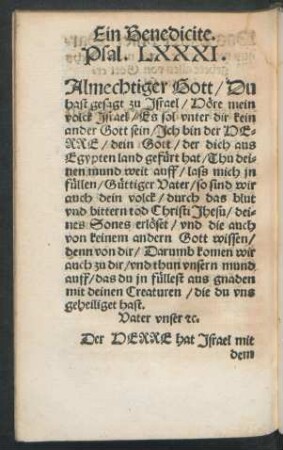 Ein Benedicite.
Psal. LXXXI.
Almechtiger Gott / Du
hast gesagt zu Israel / Höre mein
volck Israel / Es sol vnter dir kein
ander Gott sein / Ich bin der HE-
RRE / dein Gott / der dich aus
Egypten land gefürt hat / Thu dei-
nen mund weit auff / laß mich jn
füllen / Güttiger Vater / so sind wir
auch dein volck / durch das blut
vnd bittern tod Christi Jhesu / dei-
nes Sones erlöset / vnd die auch
von keinem andern Gott wissen /
denn von dir / Darumb komen wir
auch zu dir / vnd thun vnsern mund
auff / das du jn füllest aus gnaden
mit deinen Creaturen / die du vns
geheiliget hast.
Vater vnser ꝛc.
Der HERRE hat Israel mit
dem